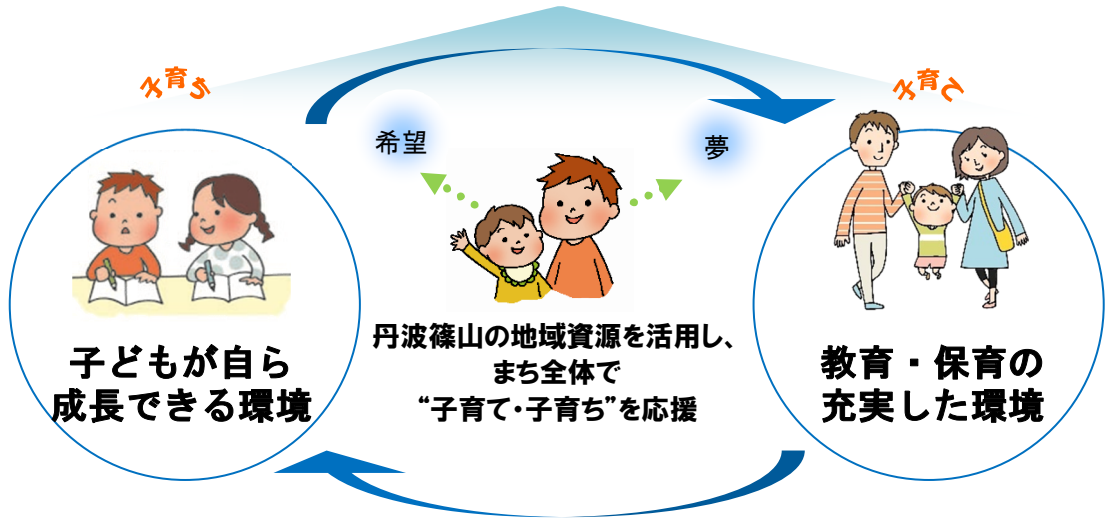 子育ち
子育て
希望
夢
子どもが自ら
成長できる環境
丹波篠山の地域資源を活用し、
まち全体で
“子育て・子育ち”を応援
教育・保育の
充実した環境